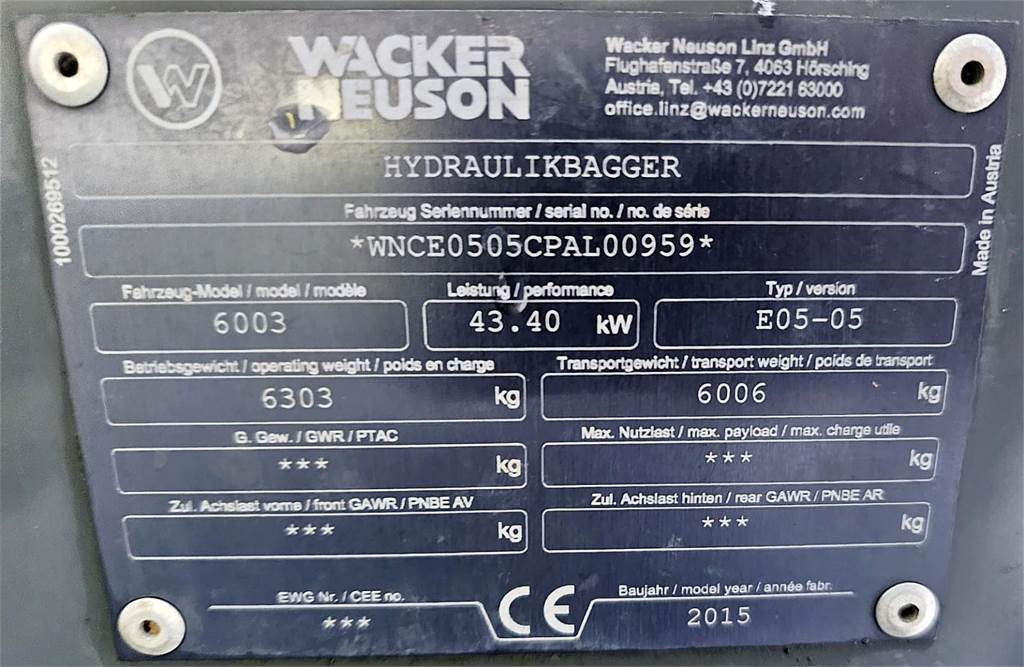 W
WACKER
NEUSON
Wacker Neuson Linz GmbH
Flughafenstraße 7, 4063 Hörsching
Austria, Tel. +43 (0)7221 63000
office.linz@wackerneuson.com
1000269512
Made in Austria
HYDRAULIKBAGGER
Fahrzeug Seriennummer / serial no. / no. de série
*WNCE0505CPAL00959*
Fahrzeug-Model / model / modèle
6003
Leistung / performance
43.40 kW
Typ / version
E05-05
Betriebsgewicht / operating weight / poids en charge
6303 kg
Transportgewicht / transport weight / poids de transport
6006 kg
G. Gew. / GWR / PTAC
*** kg
Max. Nutzlast / max. payload / max. charge utile
*** kg
Zul. Achslast vorne / front GAWR / PNBE AV
*** kg
Zul. Achslast hinten / rear GAWR / PNBE AR
*** kg
EWG Nr. / CEE no.
***
CE
Baujahr / model year / année fabr.
2015